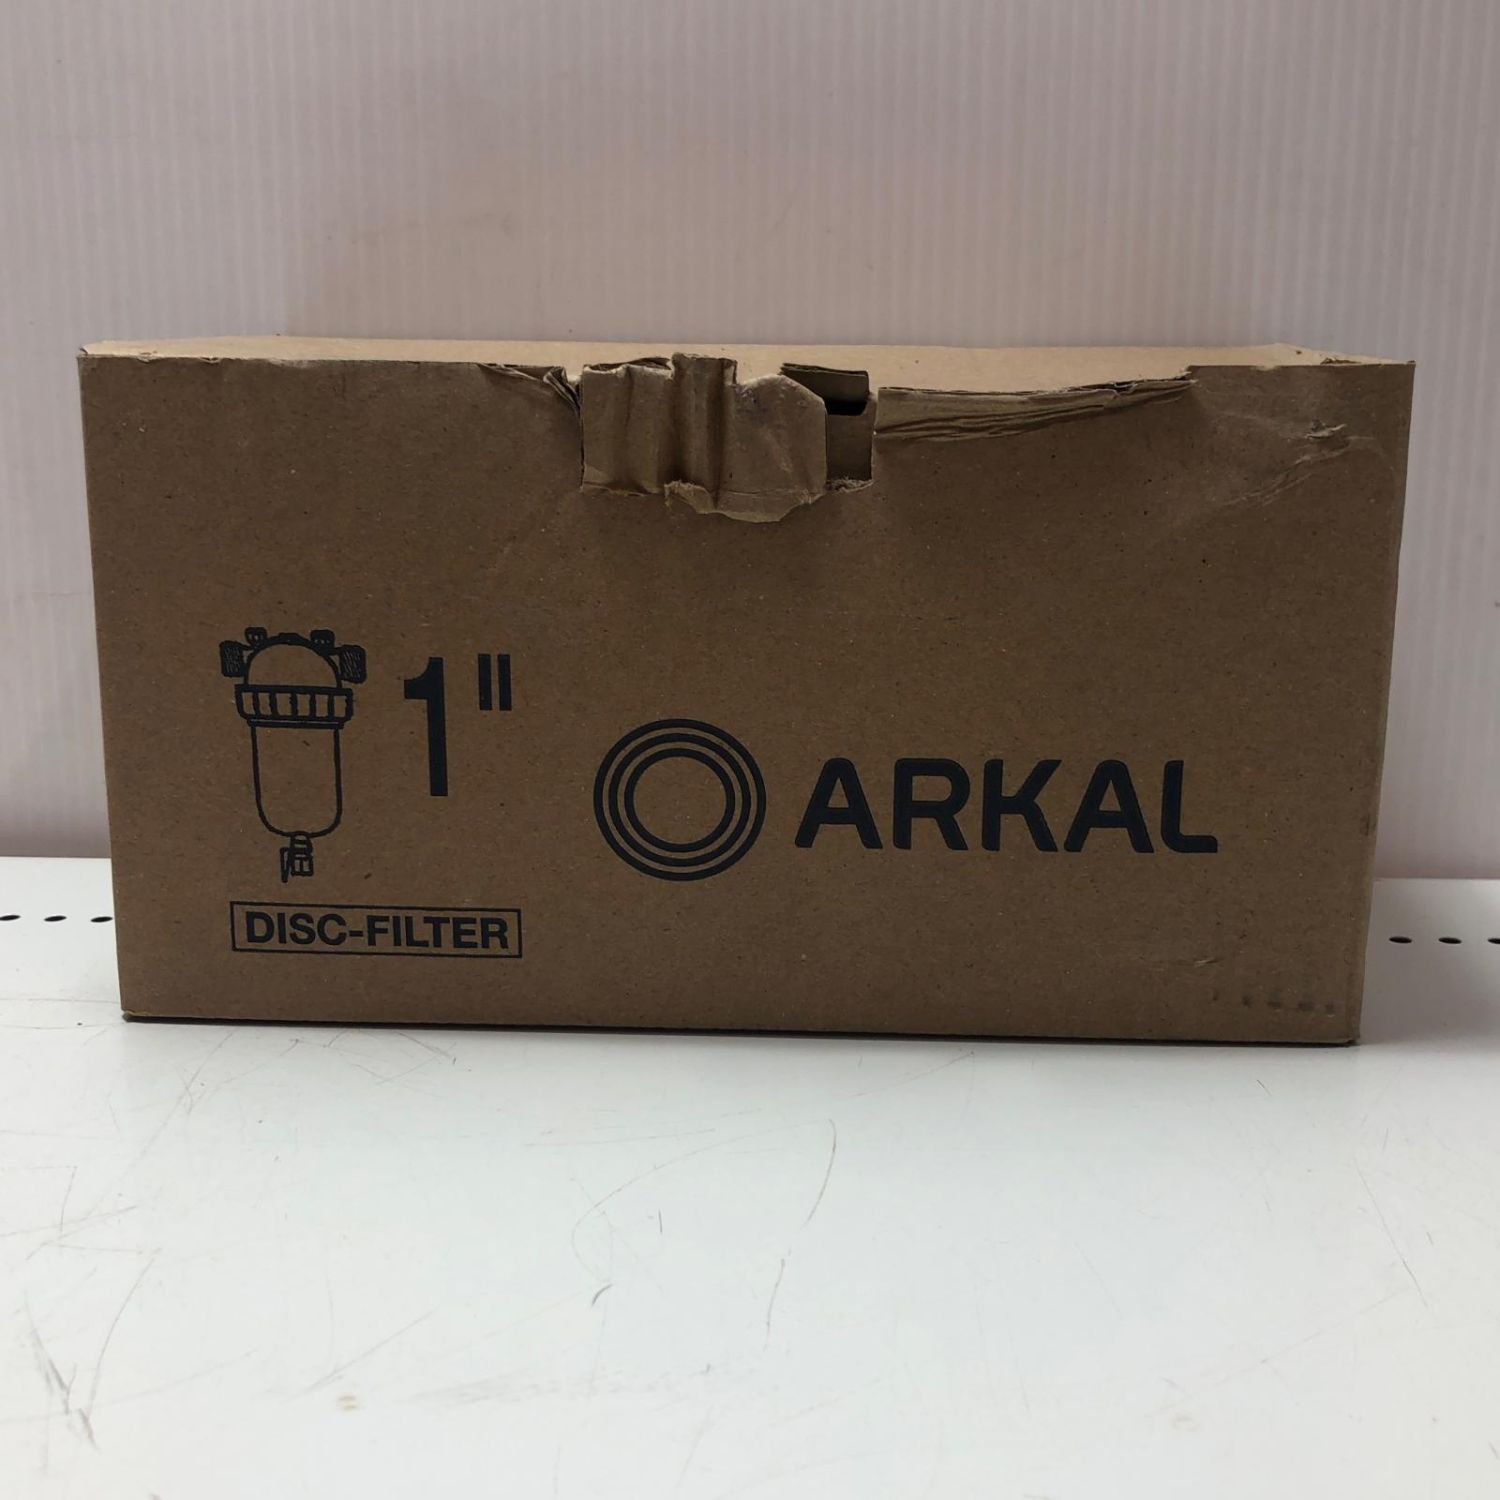 1"
ARKAL
DISC-FILTER